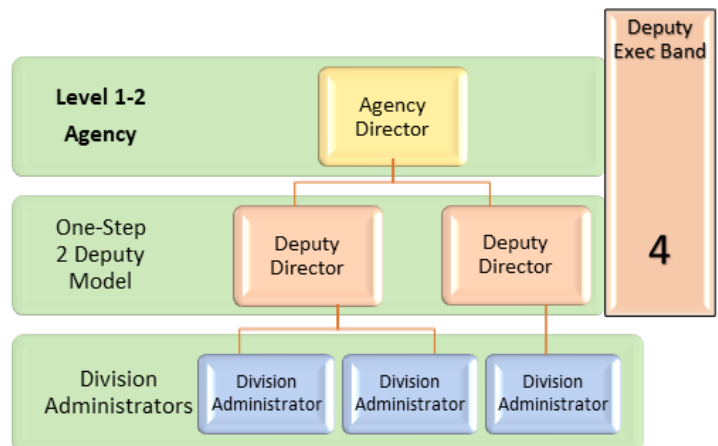 Deputy
Exec Band
Level 1-2
Agency
Agency
Director
One-Step
2 Deputy
Model
Deputy
Director
Deputy
Director
4
Division
Administrators
Division
Administrator
Division
Administrator
Division
Administrator